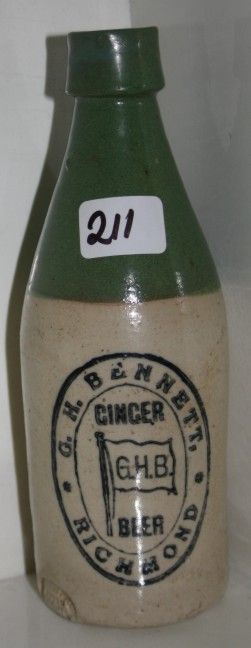 211
G. H. BENNETT,
GINGER
G.H.B.
BEER
RICHMOND